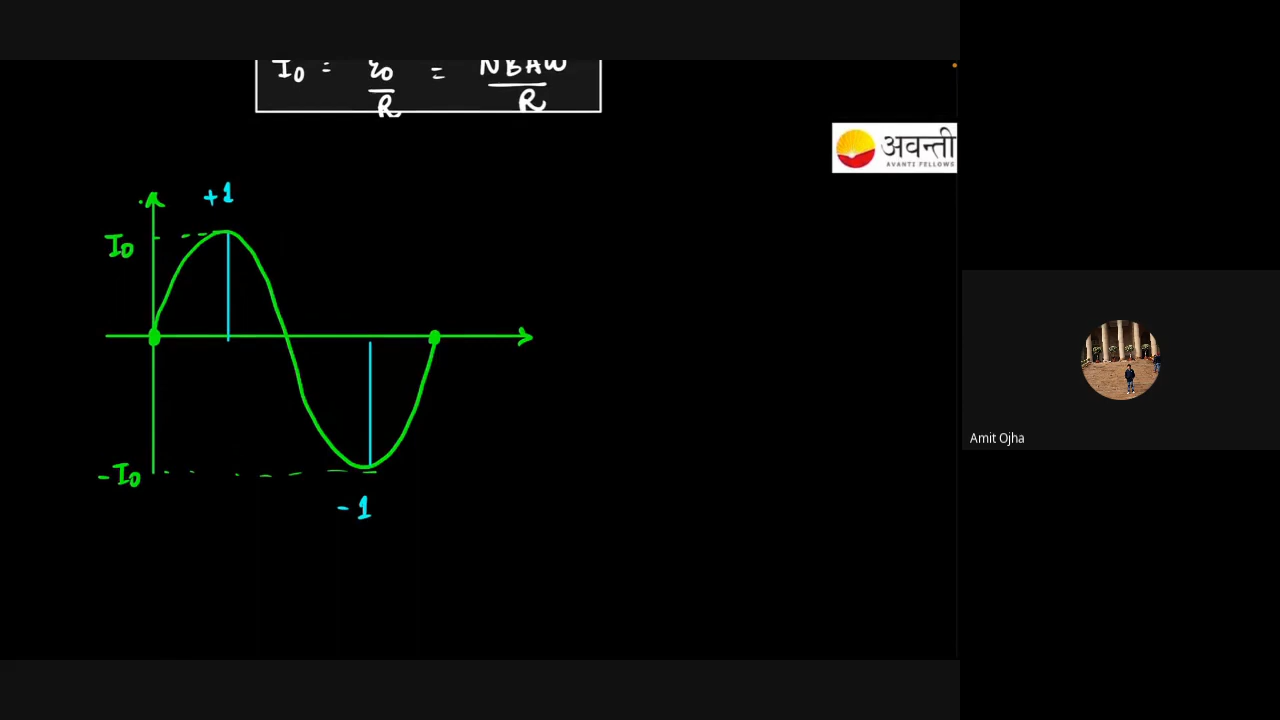 I₀ = ε₀/R = NBAω/R
अवन्ती
AVANTI FELLOWS
+1
I₀
-I₀
-1
Amit Ojha